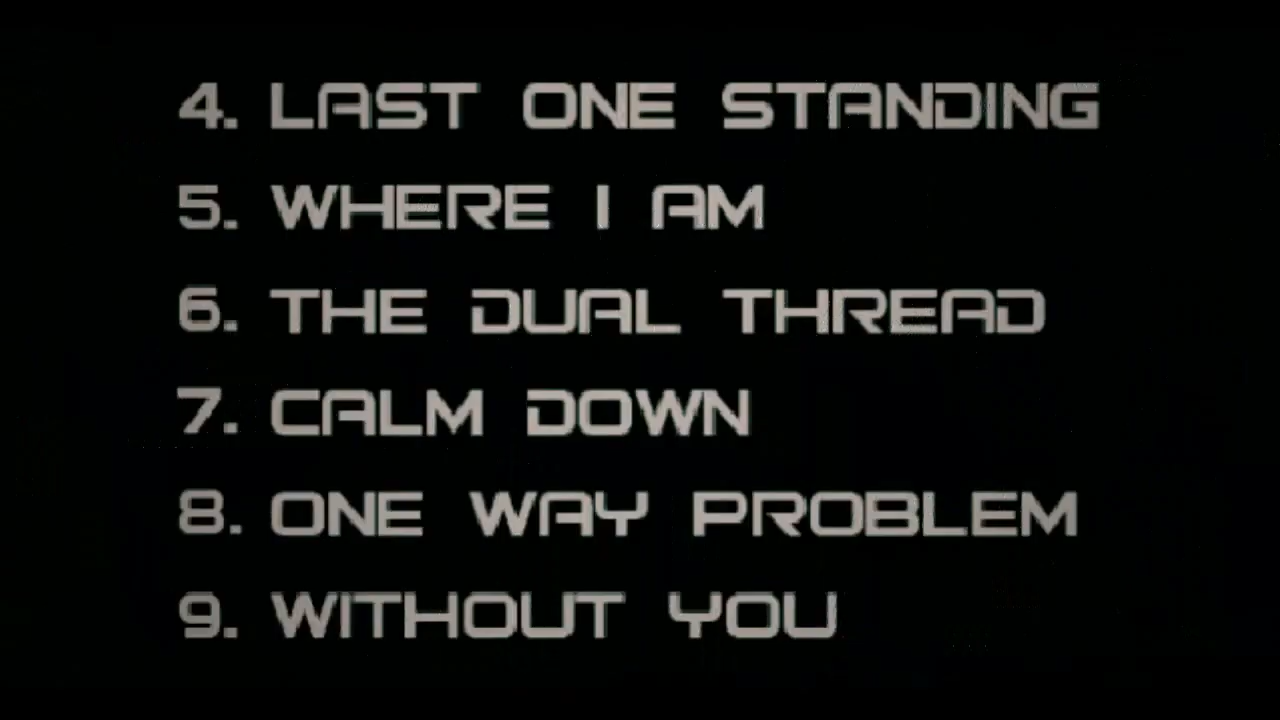 4. LAST ONE STANDING
5. WHERE I AM
6. THE DUAL THREAD
7. CALM DOWN
8. ONE WAY PROBLEM
9. WITHOUT YOU